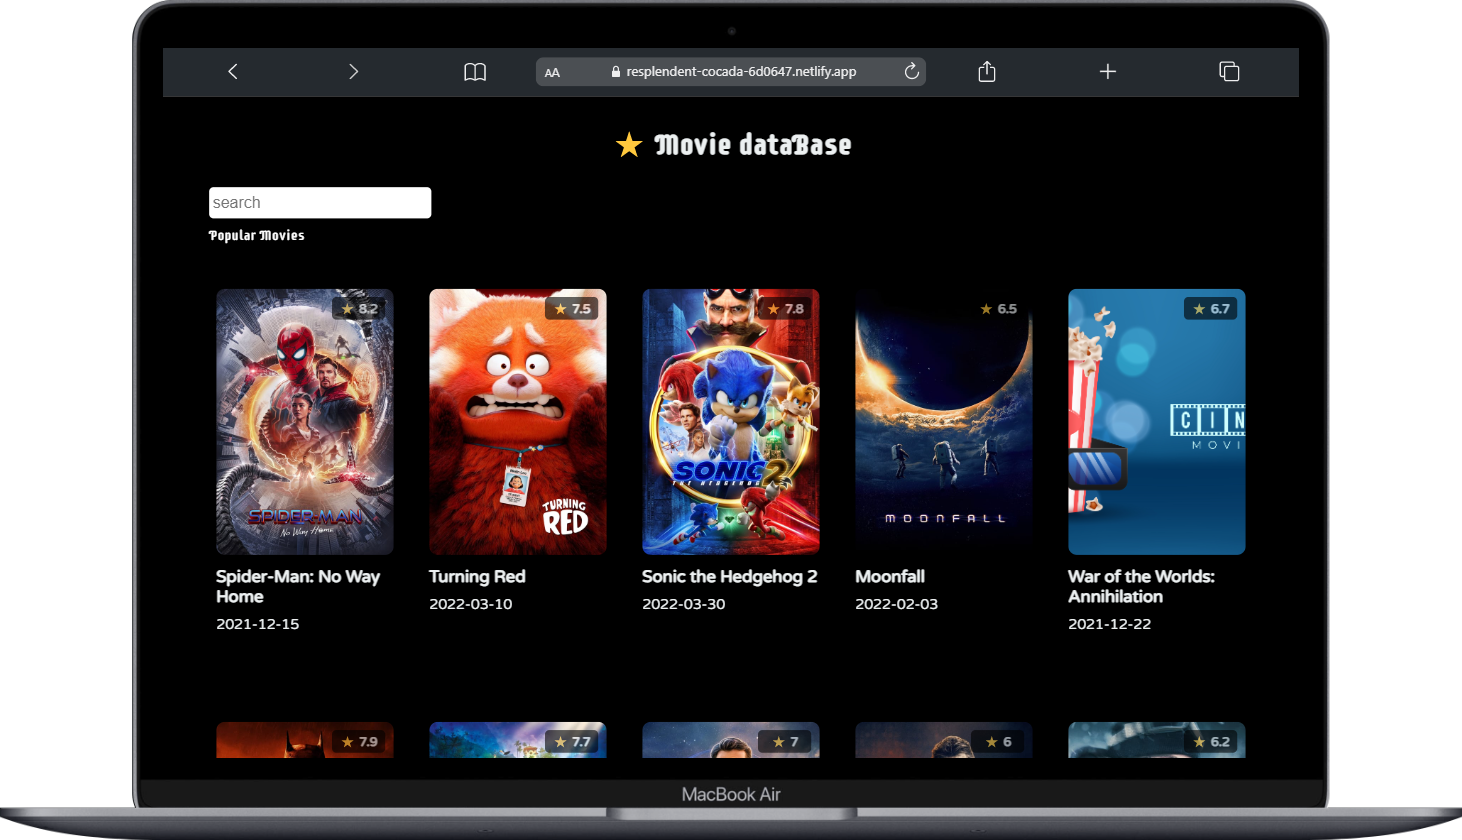 AA resplendent-cocada-6d0647.netlify.app
Movie dataBase
search
Popular Movies
8.2
7.5
7.8
6.5
6.7
SPIDER-MAN
No Way Home
TURNING
RED
SONIC 2
THE HEDGEHOG
MOONFALL
CIN
MOVI
Spider-Man: No Way
Home
2021-12-15
Turning Red
2022-03-10
Sonic the Hedgehog 2
2022-03-30
Moonfall
2022-02-03
War of the Worlds:
Annihilation
2021-12-22
7.9
7.7
7
6
6.2
MacBook Air